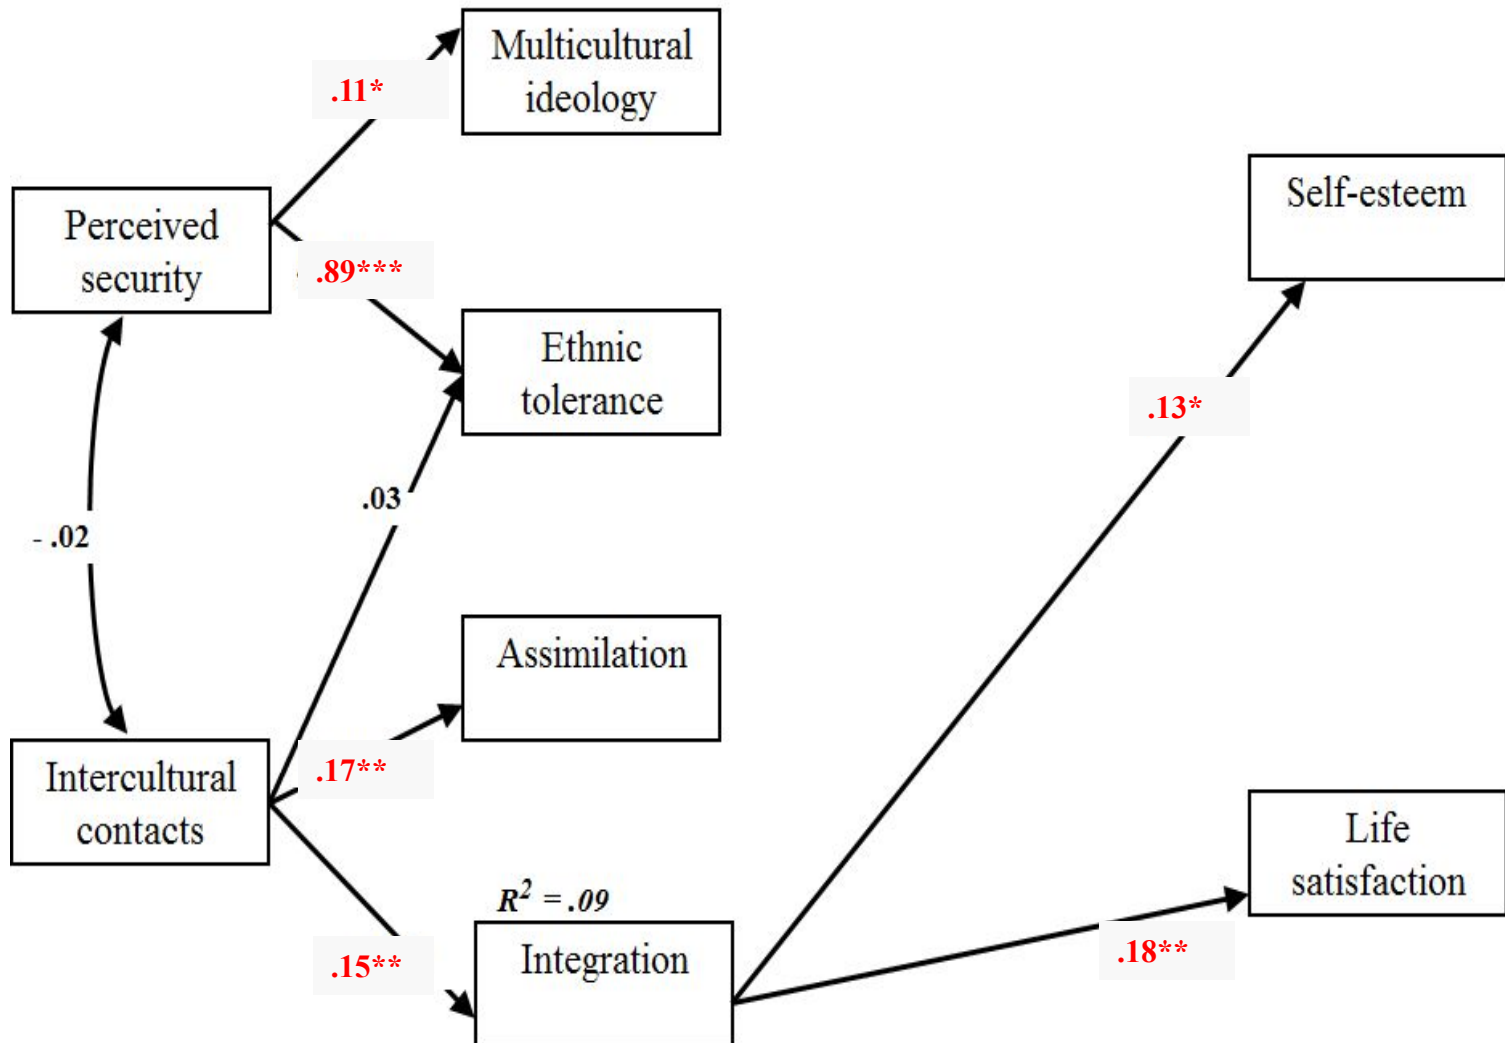 Multicultural
ideology
.11*
Self-esteem
Perceived
security
.89***
Ethnic
tolerance
.13*
.03
- .02
Assimilation
.17**
Intercultural
contacts
Life
satisfaction
R² = .09
Integration
.15**
.18**